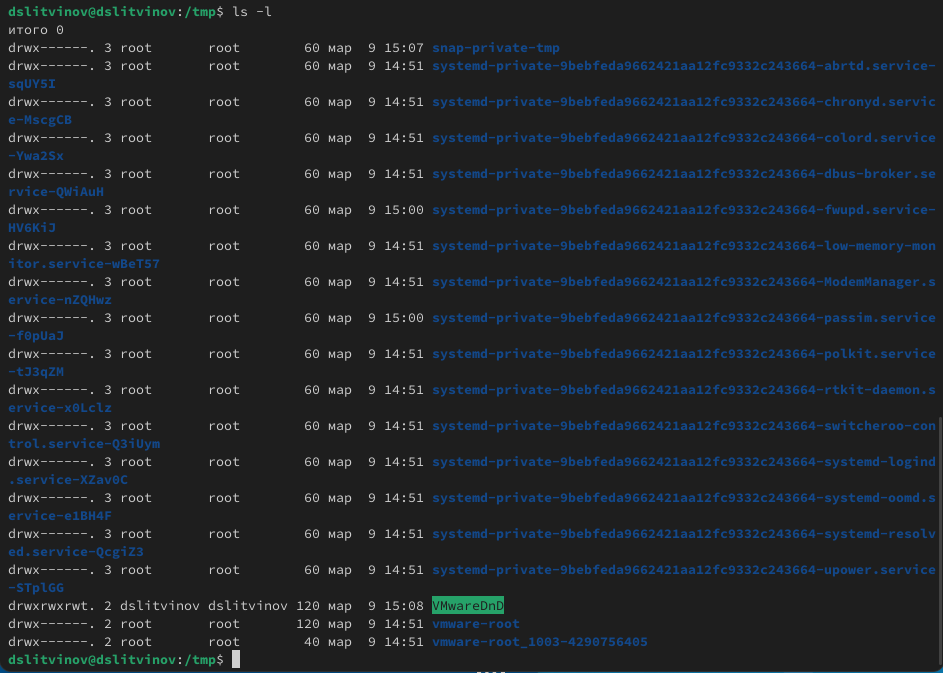 dslitvinov@dslitvinov:/tmp$ ls -l
итого 0
drwx------. 3 root       root        60 мар  9 15:07 snap-private-tmp
drwx------. 3 root       root        60 мар  9 14:51 systemd-private-9bebfeda9662421aa12fc9332c243664-abrtd.service-
sqUY5I
drwx------. 3 root       root        60 мар  9 14:51 systemd-private-9bebfeda9662421aa12fc9332c243664-chronyd.servic
e-MscgCB
drwx------. 3 root       root        60 мар  9 14:51 systemd-private-9bebfeda9662421aa12fc9332c243664-colord.service
-Ywa2Sx
drwx------. 3 root       root        60 мар  9 14:51 systemd-private-9bebfeda9662421aa12fc9332c243664-dbus-broker.se
rvice-QWiAuH
drwx------. 3 root       root        60 мар  9 15:00 systemd-private-9bebfeda9662421aa12fc9332c243664-fwupd.service-
HV6KiJ
drwx------. 3 root       root        60 мар  9 14:51 systemd-private-9bebfeda9662421aa12fc9332c243664-low-memory-mon
itor.service-wBeT57
drwx------. 3 root       root        60 мар  9 14:51 systemd-private-9bebfeda9662421aa12fc9332c243664-ModemManager.s
ervice-nZQHwz
drwx------. 3 root       root        60 мар  9 15:00 systemd-private-9bebfeda9662421aa12fc9332c243664-passim.service
-f0pUaJ
drwx------. 3 root       root        60 мар  9 14:51 systemd-private-9bebfeda9662421aa12fc9332c243664-polkit.service
-tJ3qZM
drwx------. 3 root       root        60 мар  9 14:51 systemd-private-9bebfeda9662421aa12fc9332c243664-rtkit-daemon.s
ervice-x0Lclz
drwx------. 3 root       root        60 мар  9 14:51 systemd-private-9bebfeda9662421aa12fc9332c243664-switcheroo-con
trol.service-Q3iUym
drwx------. 3 root       root        60 мар  9 14:51 systemd-private-9bebfeda9662421aa12fc9332c243664-systemd-logind
.service-XZav0C
drwx------. 3 root       root        60 мар  9 14:51 systemd-private-9bebfeda9662421aa12fc9332c243664-systemd-oomd.s
ervice-e1BH4F
drwx------. 3 root       root        60 мар  9 14:51 systemd-private-9bebfeda9662421aa12fc9332c243664-systemd-resolv
ed.service-QcgiZ3
drwx------. 3 root       root        60 мар  9 14:51 systemd-private-9bebfeda9662421aa12fc9332c243664-upower.service
-STplGG
drwxrwxrwt. 2 dslitvinov dslitvinov 120 мар  9 15:08 VMwareDnD
drwx------. 2 root       root       120 мар  9 14:51 vmware-root
drwx------. 2 root       root        40 мар  9 14:51 vmware-root_1003-4290756405
dslitvinov@dslitvinov:/tmp$